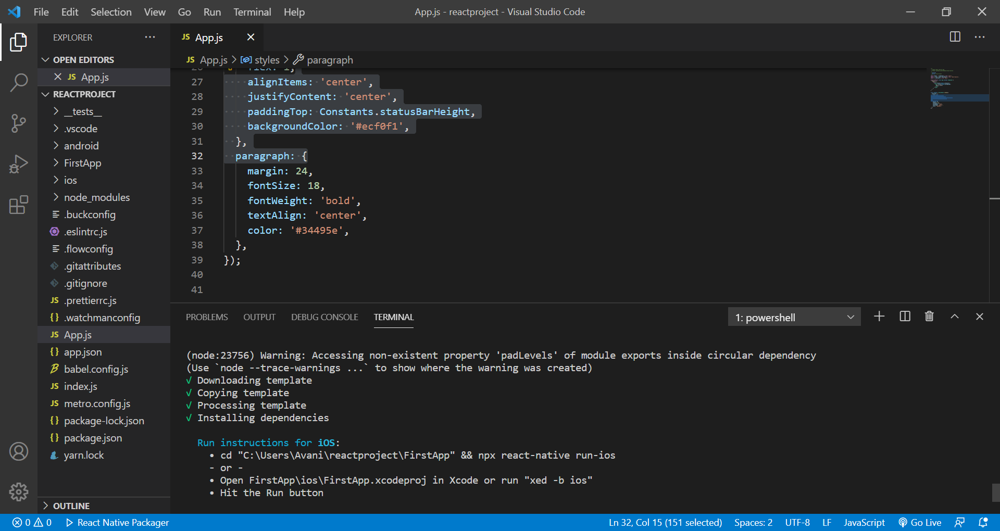 File Edit Selection View Go Run Terminal Help
App.js - reactproject - Visual Studio Code
EXPLORER
OPEN EDITORS
JS App.js
REACTPROJECT
__tests__
.vscode
android
FirstApp
ios
node_modules
.buckconfig
.eslintrc.js
.flowconfig
.gitattributes
.gitignore
JS .prettierrc.js
{} .watchmanconfig
JS App.js
{} app.json
babel.config.js
JS index.js
JS metro.config.js
{} package-lock.json
{} package.json
yarn.lock
OUTLINE
JS App.js
JS App.js > styles > paragraph
26 flex: 1,
27 alignItems: 'center',
28 justifyContent: 'center',
29 paddingTop: Constants.statusBarHeight,
30 backgroundColor: '#ecf0f1',
31 },
32 paragraph: {
33 margin: 24,
34 fontSize: 18,
35 fontWeight: 'bold',
36 textAlign: 'center',
37 color: '#34495e',
38 },
39 });
40
41
PROBLEMS OUTPUT DEBUG CONSOLE TERMINAL
1: powershell
(node:23756) Warning: Accessing non-existent property 'padLevels' of module exports inside circular dependency
(Use `node --trace-warnings ...` to show where the warning was created)
√ Downloading template
√ Copying template
√ Processing template
√ Installing dependencies
Run instructions for iOS:
• cd "C:\Users\Avani\reactproject\FirstApp" && npx react-native run-ios
- or -
• Open FirstApp\ios\FirstApp.xcodeproj in Xcode or run "xed -b ios"
• Hit the Run button
0 0 React Native Packager
Ln 32, Col 15 (151 selected) Spaces: 2 UTF-8 LF JavaScript Go Live